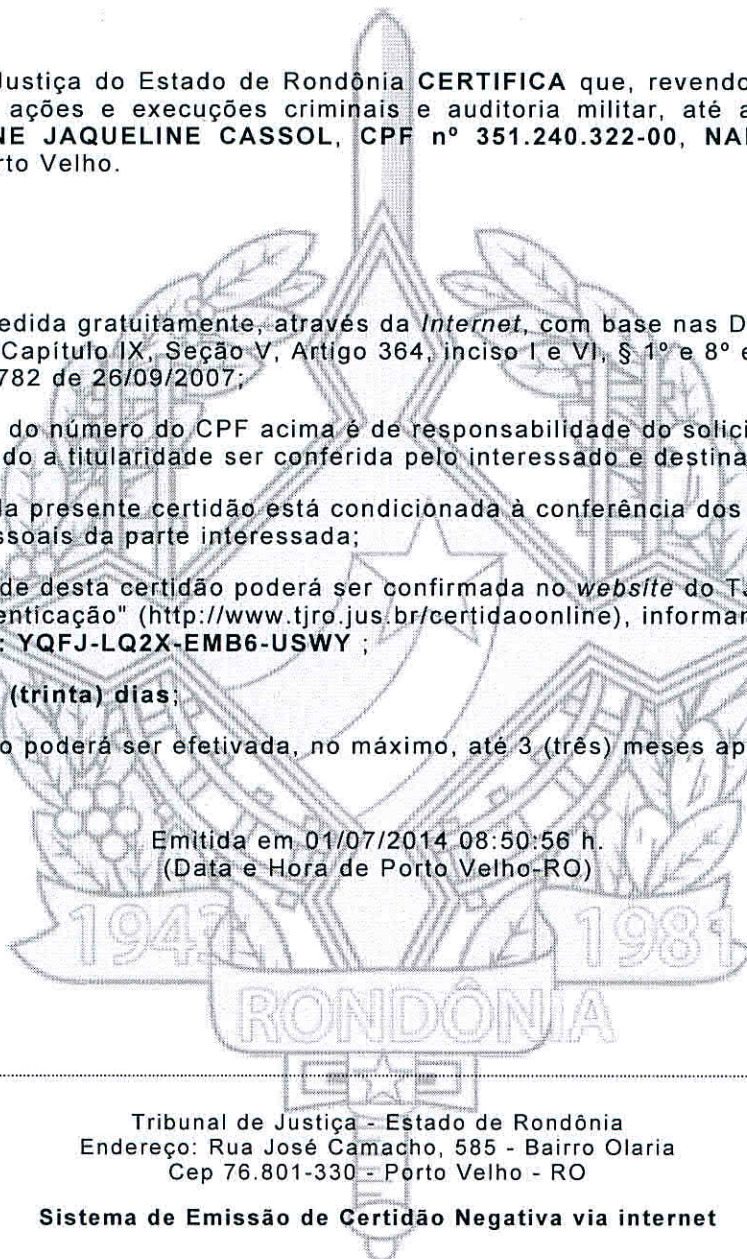 Justiça do Estado de Rondônia CERTIFICA que, revendo
ações e execuções criminais e auditoria militar, até a
NE JAQUELINE CASSOL, CPF nº 351.240.322-00, NA
rto Velho.
edida gratuitamente, através da Internet, com base nas D
Capítulo IX, Seção V, Artigo 364, inciso I e VI, § 1º e 8º e
782 de 26/09/2007;
do número do CPF acima é de responsabilidade do solici
do a titularidade ser conferida pelo interessado e destina
da presente certidão está condicionada à conferência dos
ssoais da parte interessada;
de desta certidão poderá ser confirmada no website do TJ
enticação" (http://www.tjro.jus.br/certidaoonline), informar
: YQFJ-LQ2X-EMB6-USWY ;
(trinta) dias;
o poderá ser efetivada, no máximo, até 3 (três) meses ap
Emitida em 01/07/2014 08:50:56 h.
(Data e Hora de Porto Velho-RO)
1943 1981
RONDÔNIA
Tribunal de Justiça - Estado de Rondônia
Endereço: Rua José Camacho, 585 - Bairro Olaria
Cep 76.801-330 - Porto Velho - RO
Sistema de Emissão de Certidão Negativa via internet